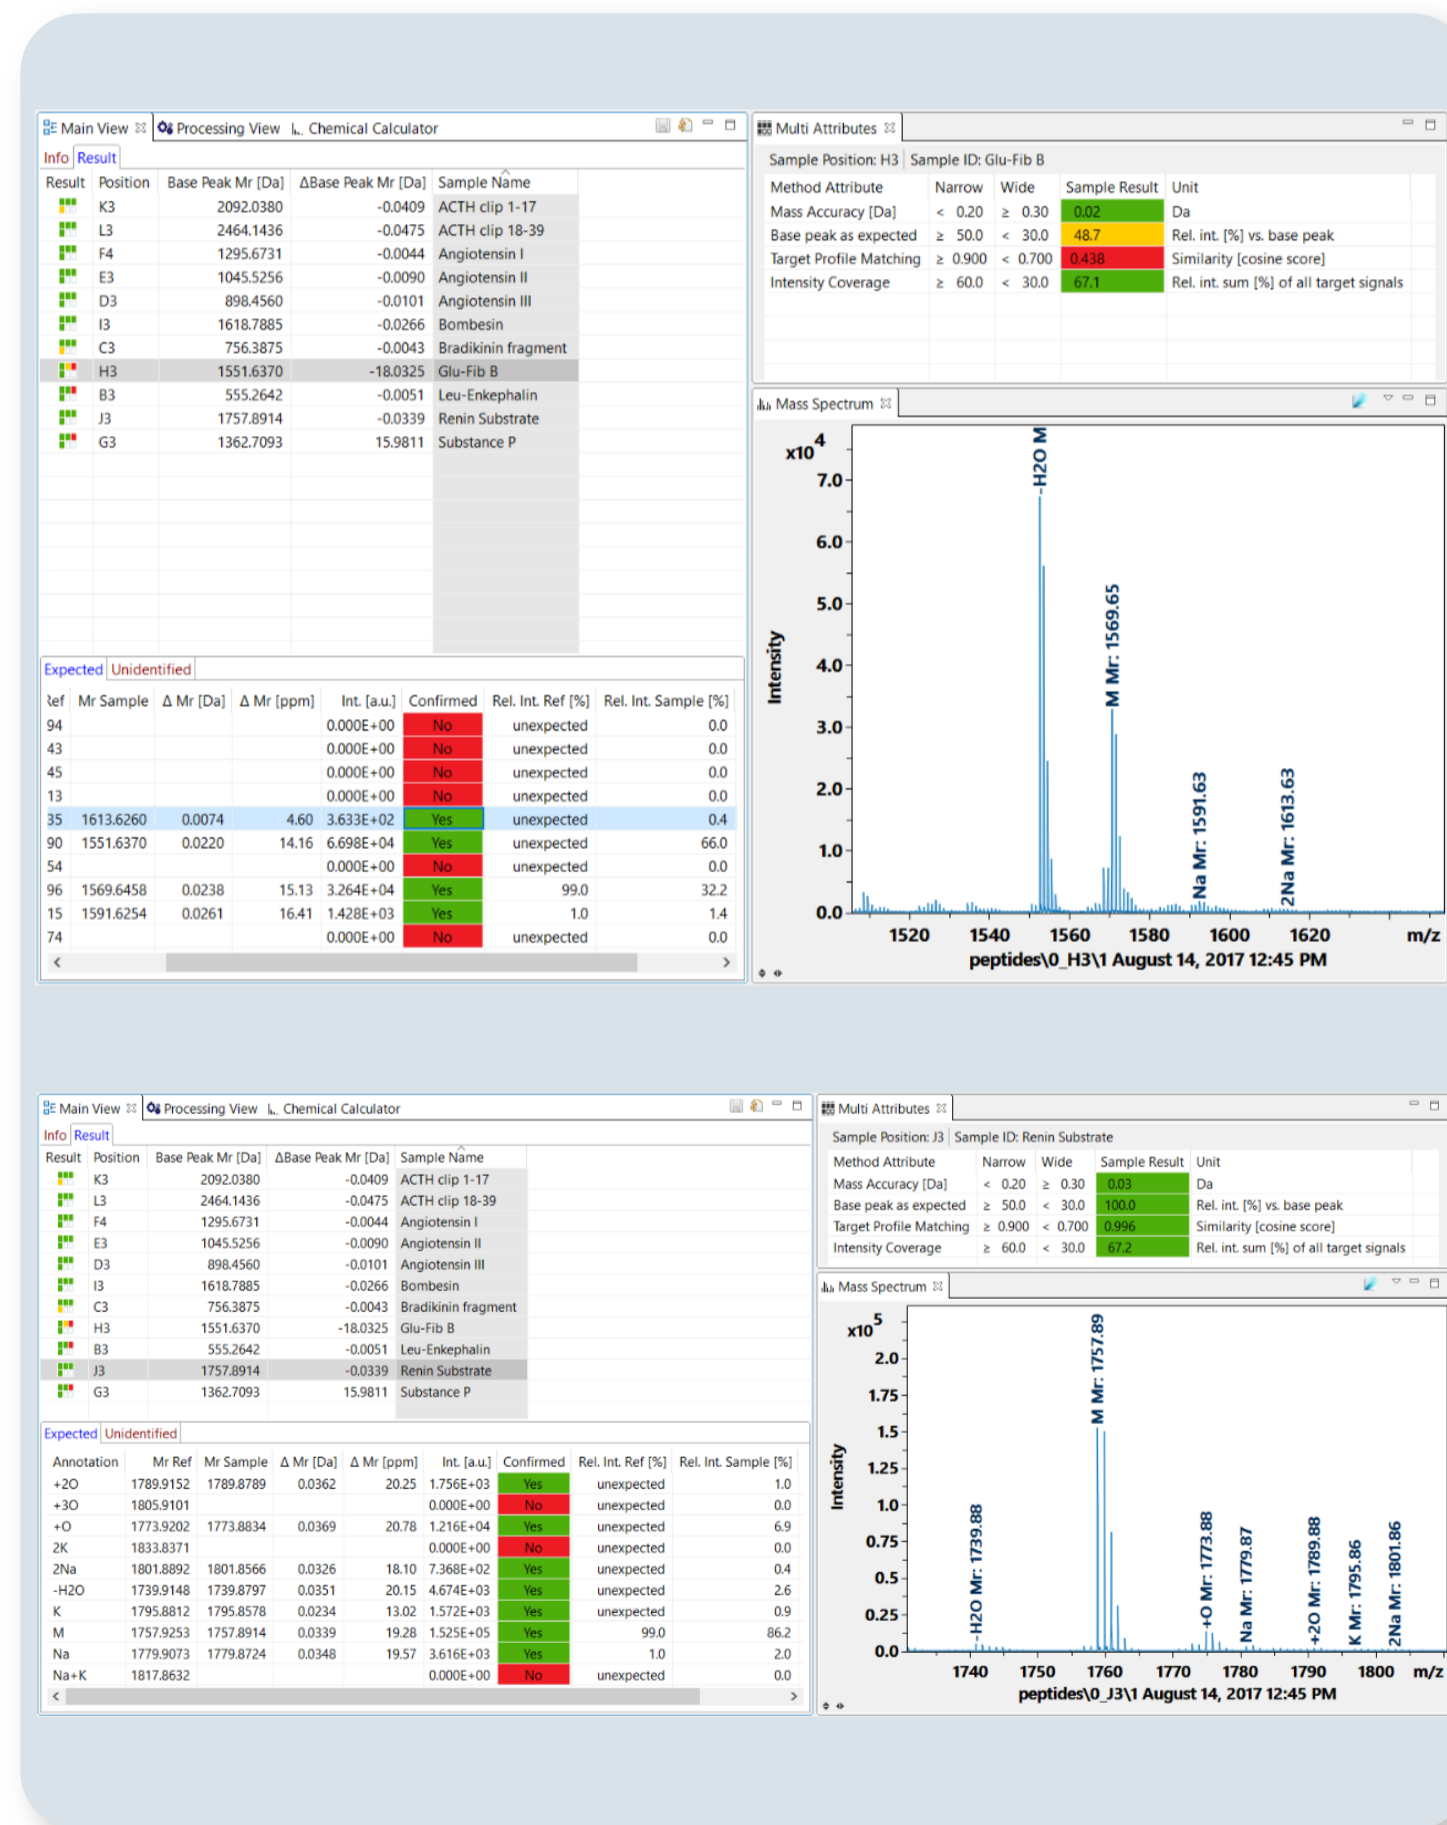 Main View Processing View Chemical Calculator
Info Result
Result Position Base Peak Mr [Da] ΔBase Peak Mr [Da] Sample Name
K3 2092.0380 -0.0409 ACTH clip 1-17
L3 2464.1436 -0.0475 ACTH clip 18-39
F4 1295.6731 -0.0044 Angiotensin I
E3 1045.5256 -0.0090 Angiotensin II
D3 898.4560 -0.0101 Angiotensin III
I3 1618.7885 -0.0266 Bombesin
C3 756.3875 -0.0043 Bradikinin fragment
H3 1551.6370 -18.0325 Glu-Fib B
B3 555.2642 -0.0051 Leu-Enkephalin
J3 1757.8914 -0.0339 Renin Substrate
G3 1362.7093 15.9811 Substance P
Expected Unidentified
Ref Mr Sample Δ Mr [Da] Δ Mr [ppm] Int. [a.u.] Confirmed Rel. Int. Ref [%] Rel. Int. Sample [%]
94 0.000E+00 No unexpected 0.0
43 0.000E+00 No unexpected 0.0
45 0.000E+00 No unexpected 0.0
13 0.000E+00 No unexpected 0.0
35 1613.6260 0.0074 4.60 3.633E+02 Yes unexpected 0.4
90 1551.6370 0.0220 14.16 6.698E+04 Yes unexpected 66.0
54 0.000E+00 No unexpected 0.0
96 1569.6458 0.0238 15.13 3.264E+04 Yes 99.0 32.2
15 1591.6254 0.0261 16.41 1.428E+03 Yes 1.0 1.4
74 0.000E+00 No unexpected 0.0
Multi Attributes
Sample Position: H3 Sample ID: Glu-Fib B
Method Attribute Narrow Wide Sample Result Unit
Mass Accuracy [Da] < 0.20 ≥ 0.30 0.02 Da
Base peak as expected ≥ 50.0 < 30.0 48.7 Rel. int. [%] vs. base peak
Target Profile Matching ≥ 0.900 < 0.700 0.438 Similarity [cosine score]
Intensity Coverage ≥ 60.0 < 30.0 67.1 Rel. int. sum [%] of all target signals
Mass Spectrum
x10 4
7.0
6.0
5.0
4.0
3.0
2.0
1.0
0.0
Intensity
-H2O M
M Mr: 1569.65
Na Mr: 1591.63
2Na Mr: 1613.63
1520 1540 1560 1580 1600 1620 m/z
peptides\0_H3\1 August 14, 2017 12:45 PM
Main View Processing View Chemical Calculator
Info Result
Result Position Base Peak Mr [Da] ΔBase Peak Mr [Da] Sample Name
K3 2092.0380 -0.0409 ACTH clip 1-17
L3 2464.1436 -0.0475 ACTH clip 18-39
F4 1295.6731 -0.0044 Angiotensin I
E3 1045.5256 -0.0090 Angiotensin II
D3 898.4560 -0.0101 Angiotensin III
I3 1618.7885 -0.0266 Bombesin
C3 756.3875 -0.0043 Bradikinin fragment
H3 1551.6370 -18.0325 Glu-Fib B
B3 555.2642 -0.0051 Leu-Enkephalin
J3 1757.8914 -0.0339 Renin Substrate
G3 1362.7093 15.9811 Substance P
Expected Unidentified
Annotation Mr Ref Mr Sample Δ Mr [Da] Δ Mr [ppm] Int. [a.u.] Confirmed Rel. Int. Ref [%] Rel. Int. Sample [%]
+2O 1789.9152 1789.8789 0.0362 20.25 1.756E+03 Yes unexpected 1.0
+3O 1805.9101 0.000E+00 No unexpected 0.0
+O 1773.9202 1773.8834 0.0369 20.78 1.216E+04 Yes unexpected 6.9
2K 1833.8371 0.000E+00 No unexpected 0.0
2Na 1801.8892 1801.8566 0.0326 18.10 7.368E+02 Yes unexpected 0.4
-H2O 1739.9148 1739.8797 0.0351 20.15 4.674E+03 Yes unexpected 2.6
K 1795.8812 1795.8578 0.0234 13.02 1.572E+03 Yes unexpected 0.9
M 1757.9253 1757.8914 0.0339 19.28 1.525E+05 Yes 99.0 86.2
Na 1779.9073 1779.8724 0.0348 19.57 3.616E+03 Yes 1.0 2.0
Na+K 1817.8632 0.000E+00 No unexpected 0.0
Multi Attributes
Sample Position: J3 Sample ID: Renin Substrate
Method Attribute Narrow Wide Sample Result Unit
Mass Accuracy [Da] < 0.20 ≥ 0.30 0.03 Da
Base peak as expected ≥ 50.0 < 30.0 100.0 Rel. int. [%] vs. base peak
Target Profile Matching ≥ 0.900 < 0.700 0.996 Similarity [cosine score]
Intensity Coverage ≥ 60.0 < 30.0 67.2 Rel. int. sum [%] of all target signals
Mass Spectrum
x10 5
2.0
1.75
1.5
1.25
1.0
0.75
0.5
0.25
0.0
Intensity
-H2O Mr: 1739.88
M Mr: 1757.89
+O Mr: 1773.88
Na Mr: 1779.87
+2O Mr: 1789.88
K Mr: 1795.86
2Na Mr: 1801.86
1740 1750 1760 1770 1780 1790 1800 m/z
peptides\0_J3\1 August 14, 2017 12:45 PM